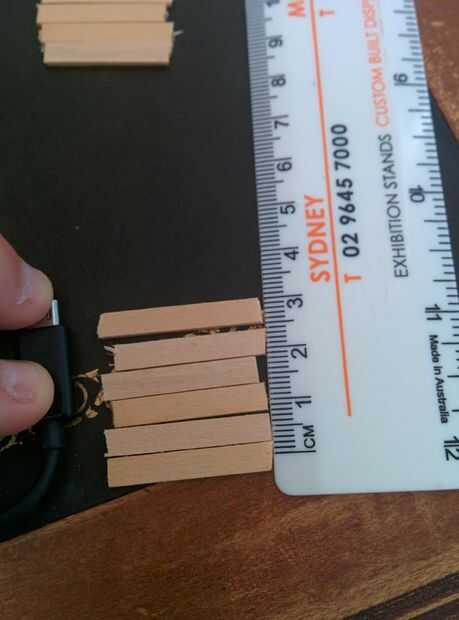 SYDNEY
T 02 9645 7000
EXHIBITION STANDS
M
T
CUSTOM BUILT DISP
9 8 7 6 5 4 3 2 1 CM
9 10 11 12
Made in Australia